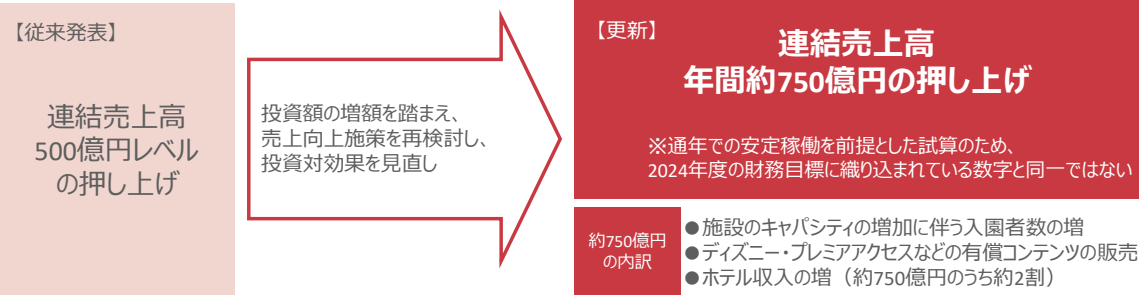 【従来発表】
連結売上高
500億円レベル
の押し上げ
投資額の増額を踏まえ、
売上向上施策を再検討し、
投資対効果を見直し
【更新】
連結売上高
年間約750億円の押し上げ
※通年での安定稼働を前提とした試算のため、
2024年度の財務目標に織り込まれている数字と同一ではない
約750億円
の内訳
●施設のキャパシティの増加に伴う入園者数の増
●ディズニー・プレミアアクセスなどの有償コンテンツの販売
●ホテル収入の増（約750億円のうち約2割）